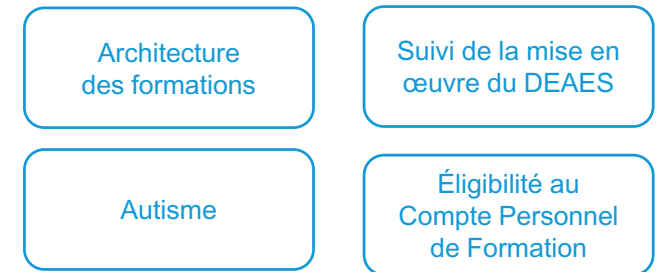 Architecture
des formations
Suivi de la mise en
œuvre du DEAES
Autisme
Éligibilité au
Compte Personnel
de Formation